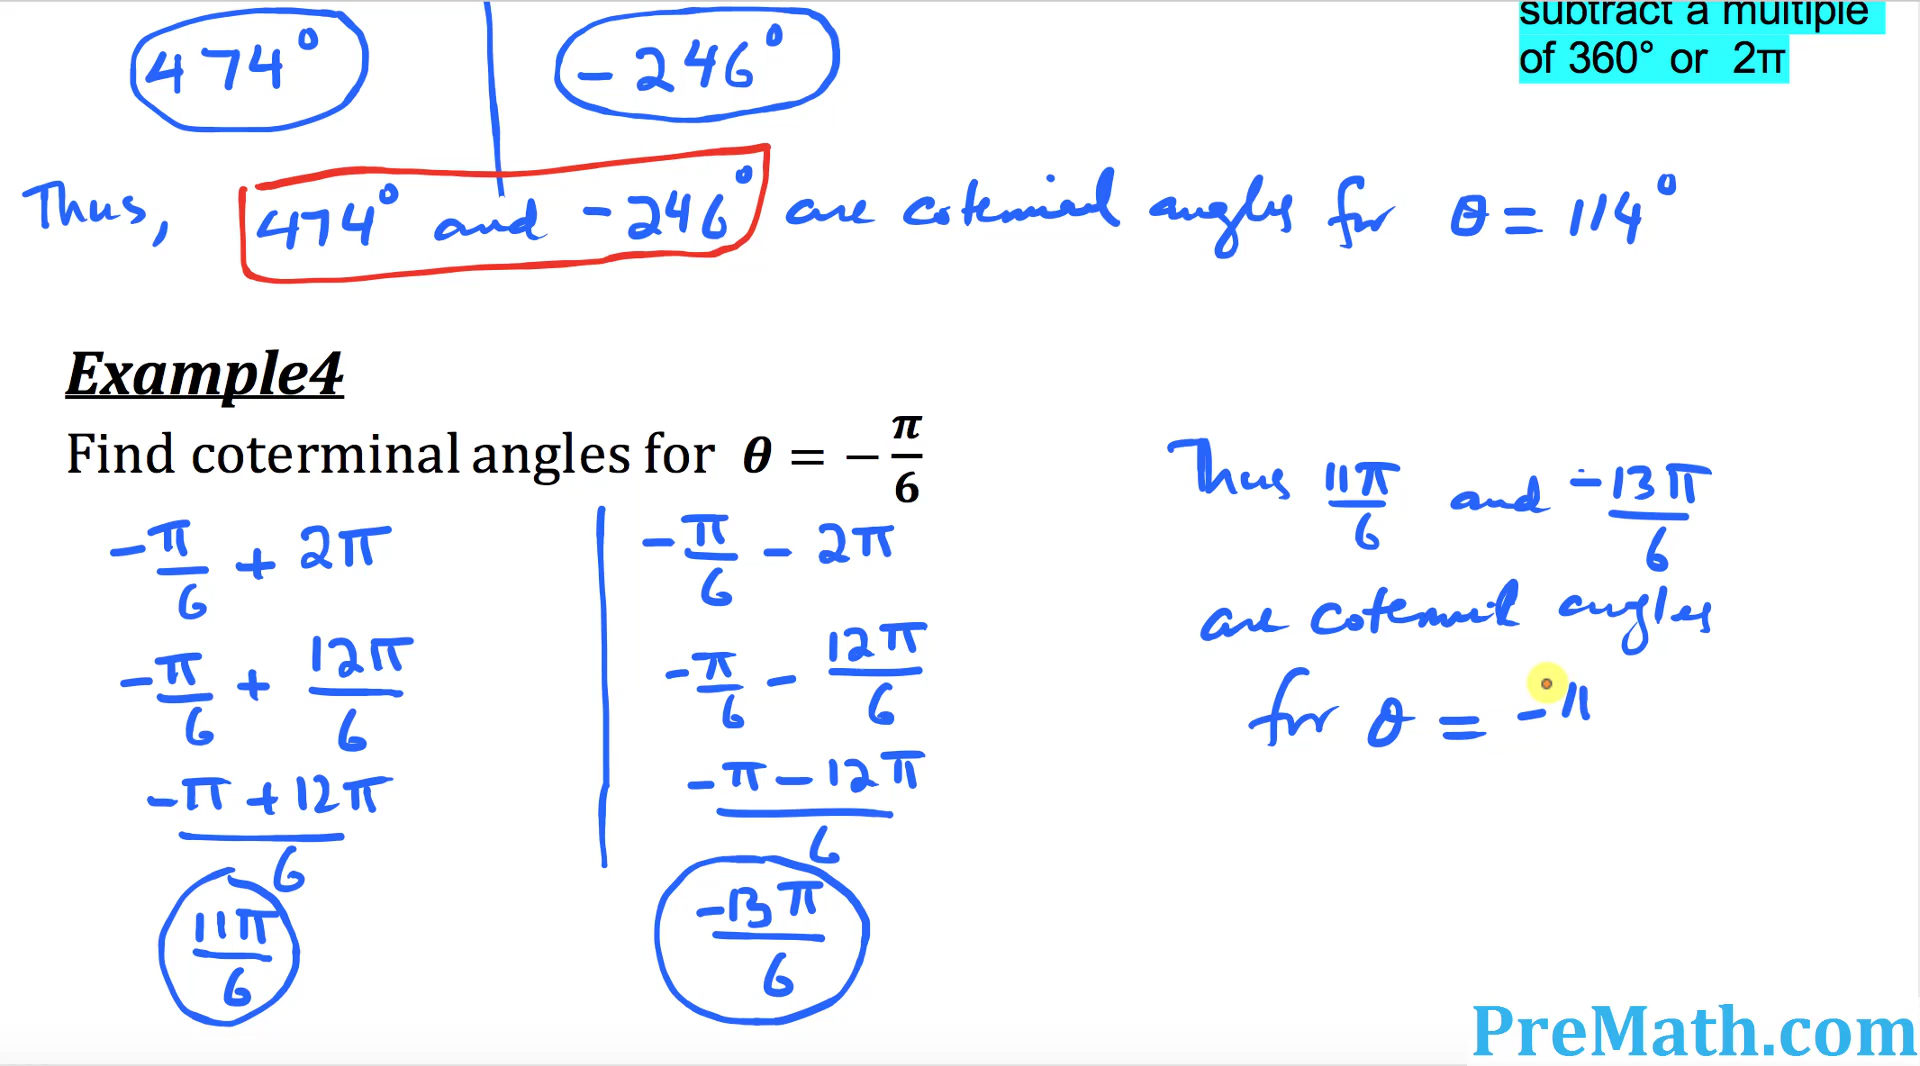 474° -246°
subtract a multiple
of 360° or 2π
Thus, 474° and -246° are coterminal angles for θ = 114°
Example4
Find coterminal angles for θ = −π/6
-π/6 + 2π
-π/6 + 12π/6
-π + 12π/6
11π/6
-π/6 - 2π
-π/6 - 12π/6
-π - 12π/6
-13π/6
Thus 11π/6 and -13π/6
are coterminal angles
for θ = -π
PreMath.com